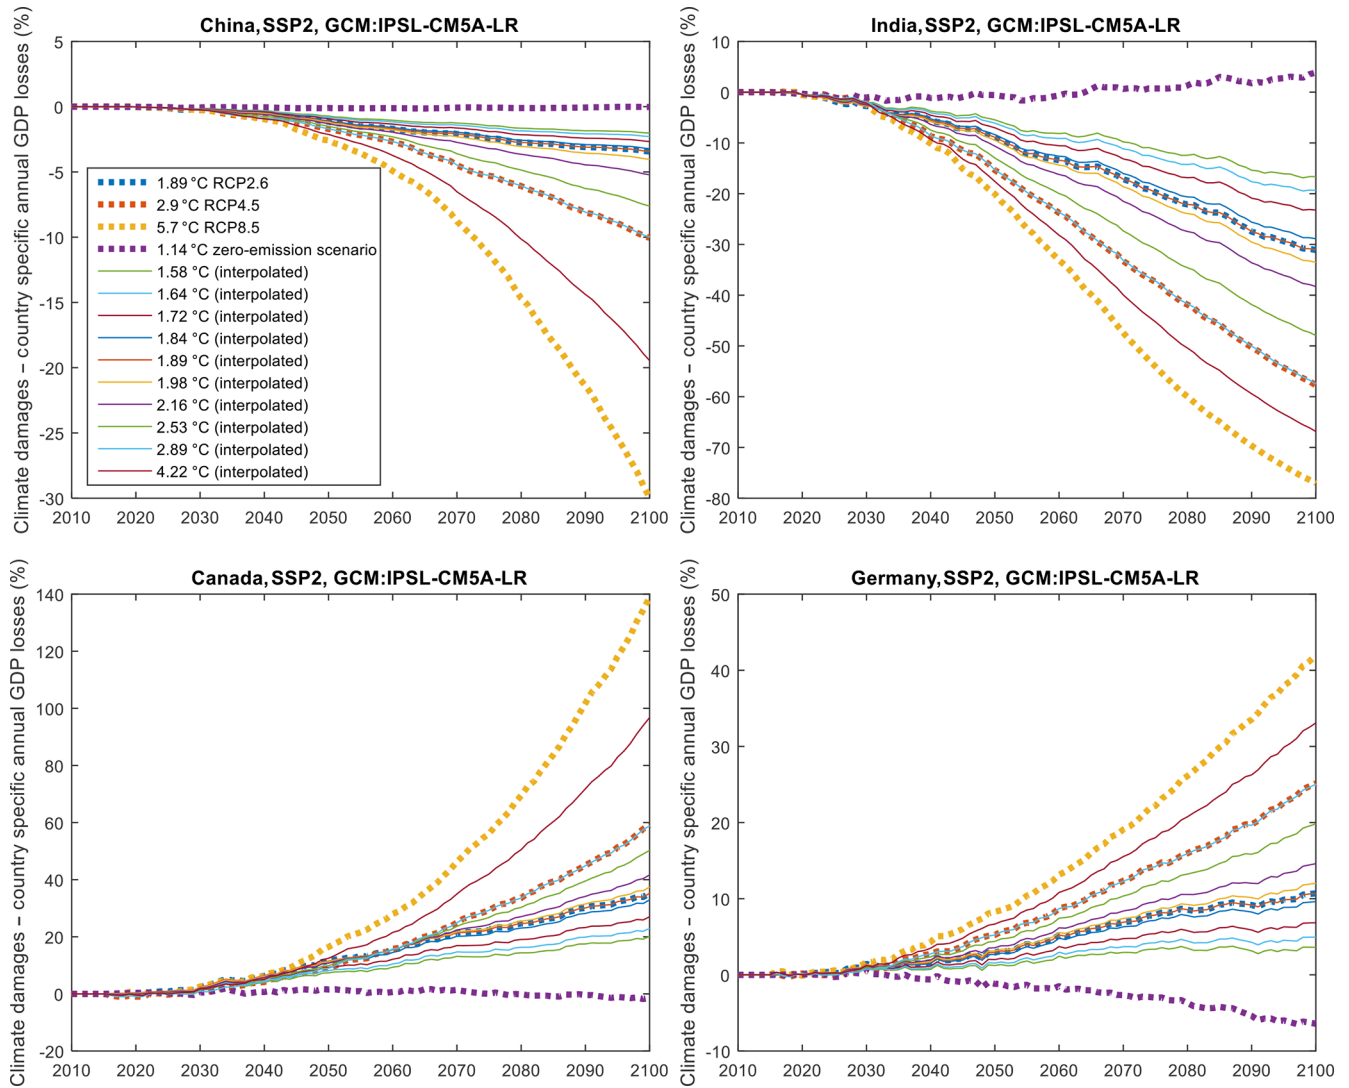 China, SSP2, GCM:IPSL-CM5A-LR
Climate damages − country specific annual GDP losses (%)
5
0
-5
-10
-15
-20
-25
-30
2010 2020 2030 2040 2050 2060 2070 2080 2090 2100
1.89 °C RCP2.6
2.9 °C RCP4.5
5.7 °C RCP8.5
1.14 °C zero-emission scenario
1.58 °C (interpolated)
1.64 °C (interpolated)
1.72 °C (interpolated)
1.84 °C (interpolated)
1.89 °C (interpolated)
1.98 °C (interpolated)
2.16 °C (interpolated)
2.53 °C (interpolated)
2.89 °C (interpolated)
4.22 °C (interpolated)
India, SSP2, GCM:IPSL-CM5A-LR
Climate damages − country specific annual GDP losses (%)
10
0
-10
-20
-30
-40
-50
-60
-70
-80
2010 2020 2030 2040 2050 2060 2070 2080 2090 2100
Canada, SSP2, GCM:IPSL-CM5A-LR
Climate damages − country specific annual GDP losses (%)
140
120
100
80
60
40
20
0
-20
2010 2020 2030 2040 2050 2060 2070 2080 2090 2100
Germany, SSP2, GCM:IPSL-CM5A-LR
Climate damages − country specific annual GDP losses (%)
50
40
30
20
10
0
-10
2010 2020 2030 2040 2050 2060 2070 2080 2090 2100